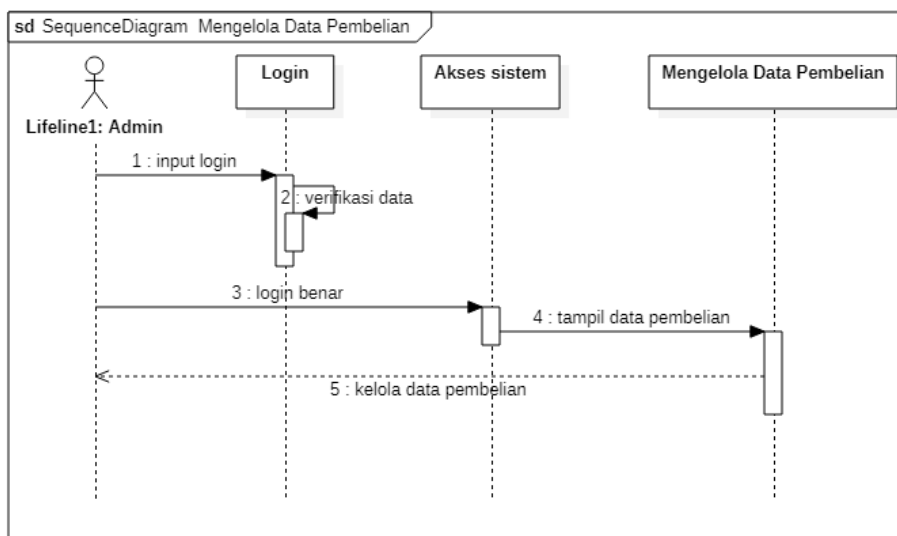 sd SequenceDiagram Mengelola Data Pembelian
Login
Akses sistem
Mengelola Data Pembelian
Lifeline1: Admin
1 : input login
2 : verifikasi data
3 : login benar
4 : tampil data pembelian
5 : kelola data pembelian